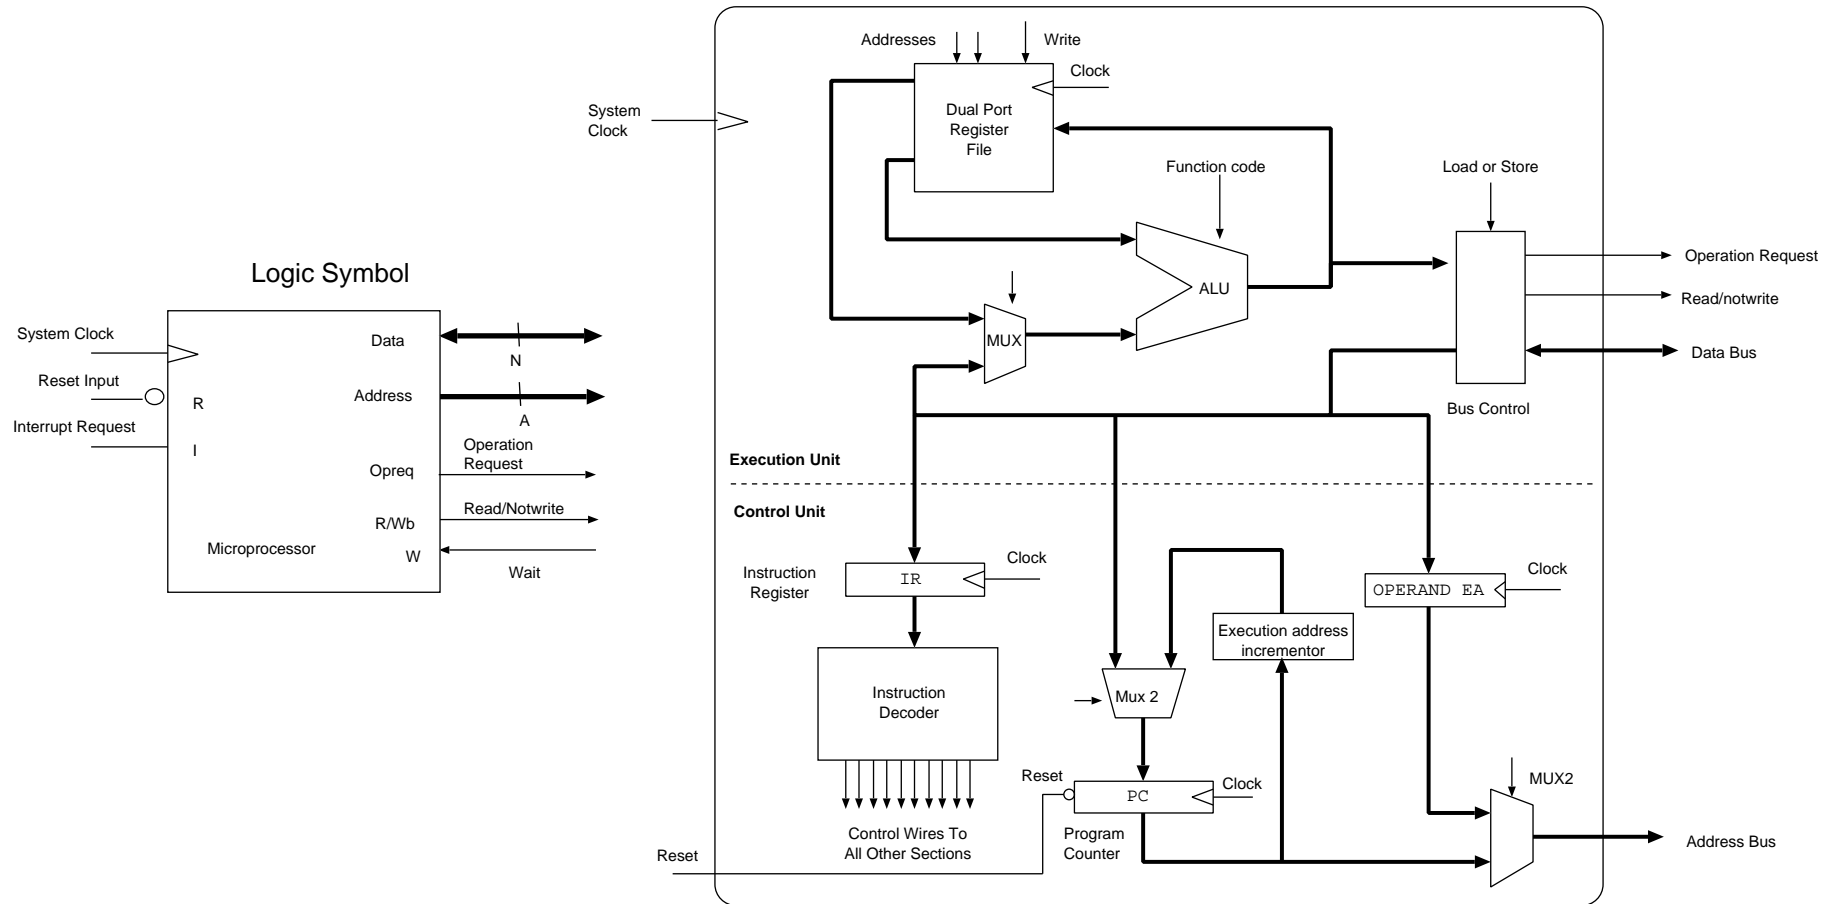 Logic Symbol
System Clock
Reset Input
Interrupt Request
R
I
Data
Address
Opreq
R/Wb
W
Microprocessor
N
A
Operation
Request
Read/Notwrite
Wait
System
Clock
Addresses
Write
Clock
Dual Port
Register
File
Function code
Load or Store
ALU
MUX
Operation Request
Read/notwrite
Data Bus
Bus Control
Execution Unit
Control Unit
Instruction
Register
IR
Clock
OPERAND EA
Clock
Execution address
incrementor
Instruction
Decoder
Mux 2
Reset
PC
Clock
MUX2
Control Wires To
All Other Sections
Program
Counter
Reset
Address Bus